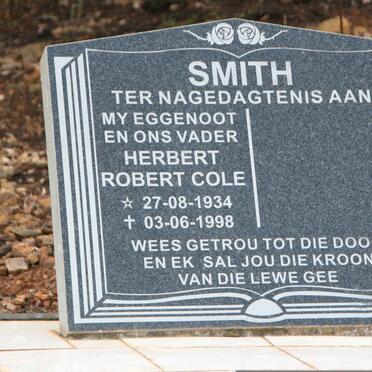 SMITH
TER NAGEDAGTENIS AAN
MY EGGENOOT
EN ONS VADER
HERBERT
ROBERT COLE
☆ 27-08-1934
✝ 03-06-1998
WEES GETROU TOT DIE DOO
EN EK SAL JOU DIE KROON
VAN DIE LEWE GEE